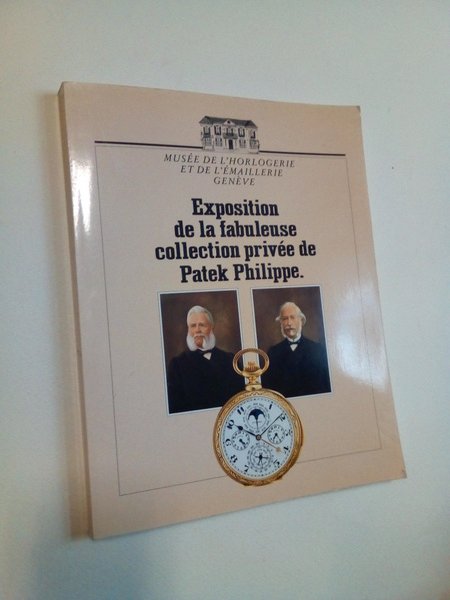 MUSÉE DE L'HORLOGERIE
ET DE L'ÉMAILLERIE
GENÈVE
Exposition
de la fabuleuse
collection privée de
Patek Philippe.